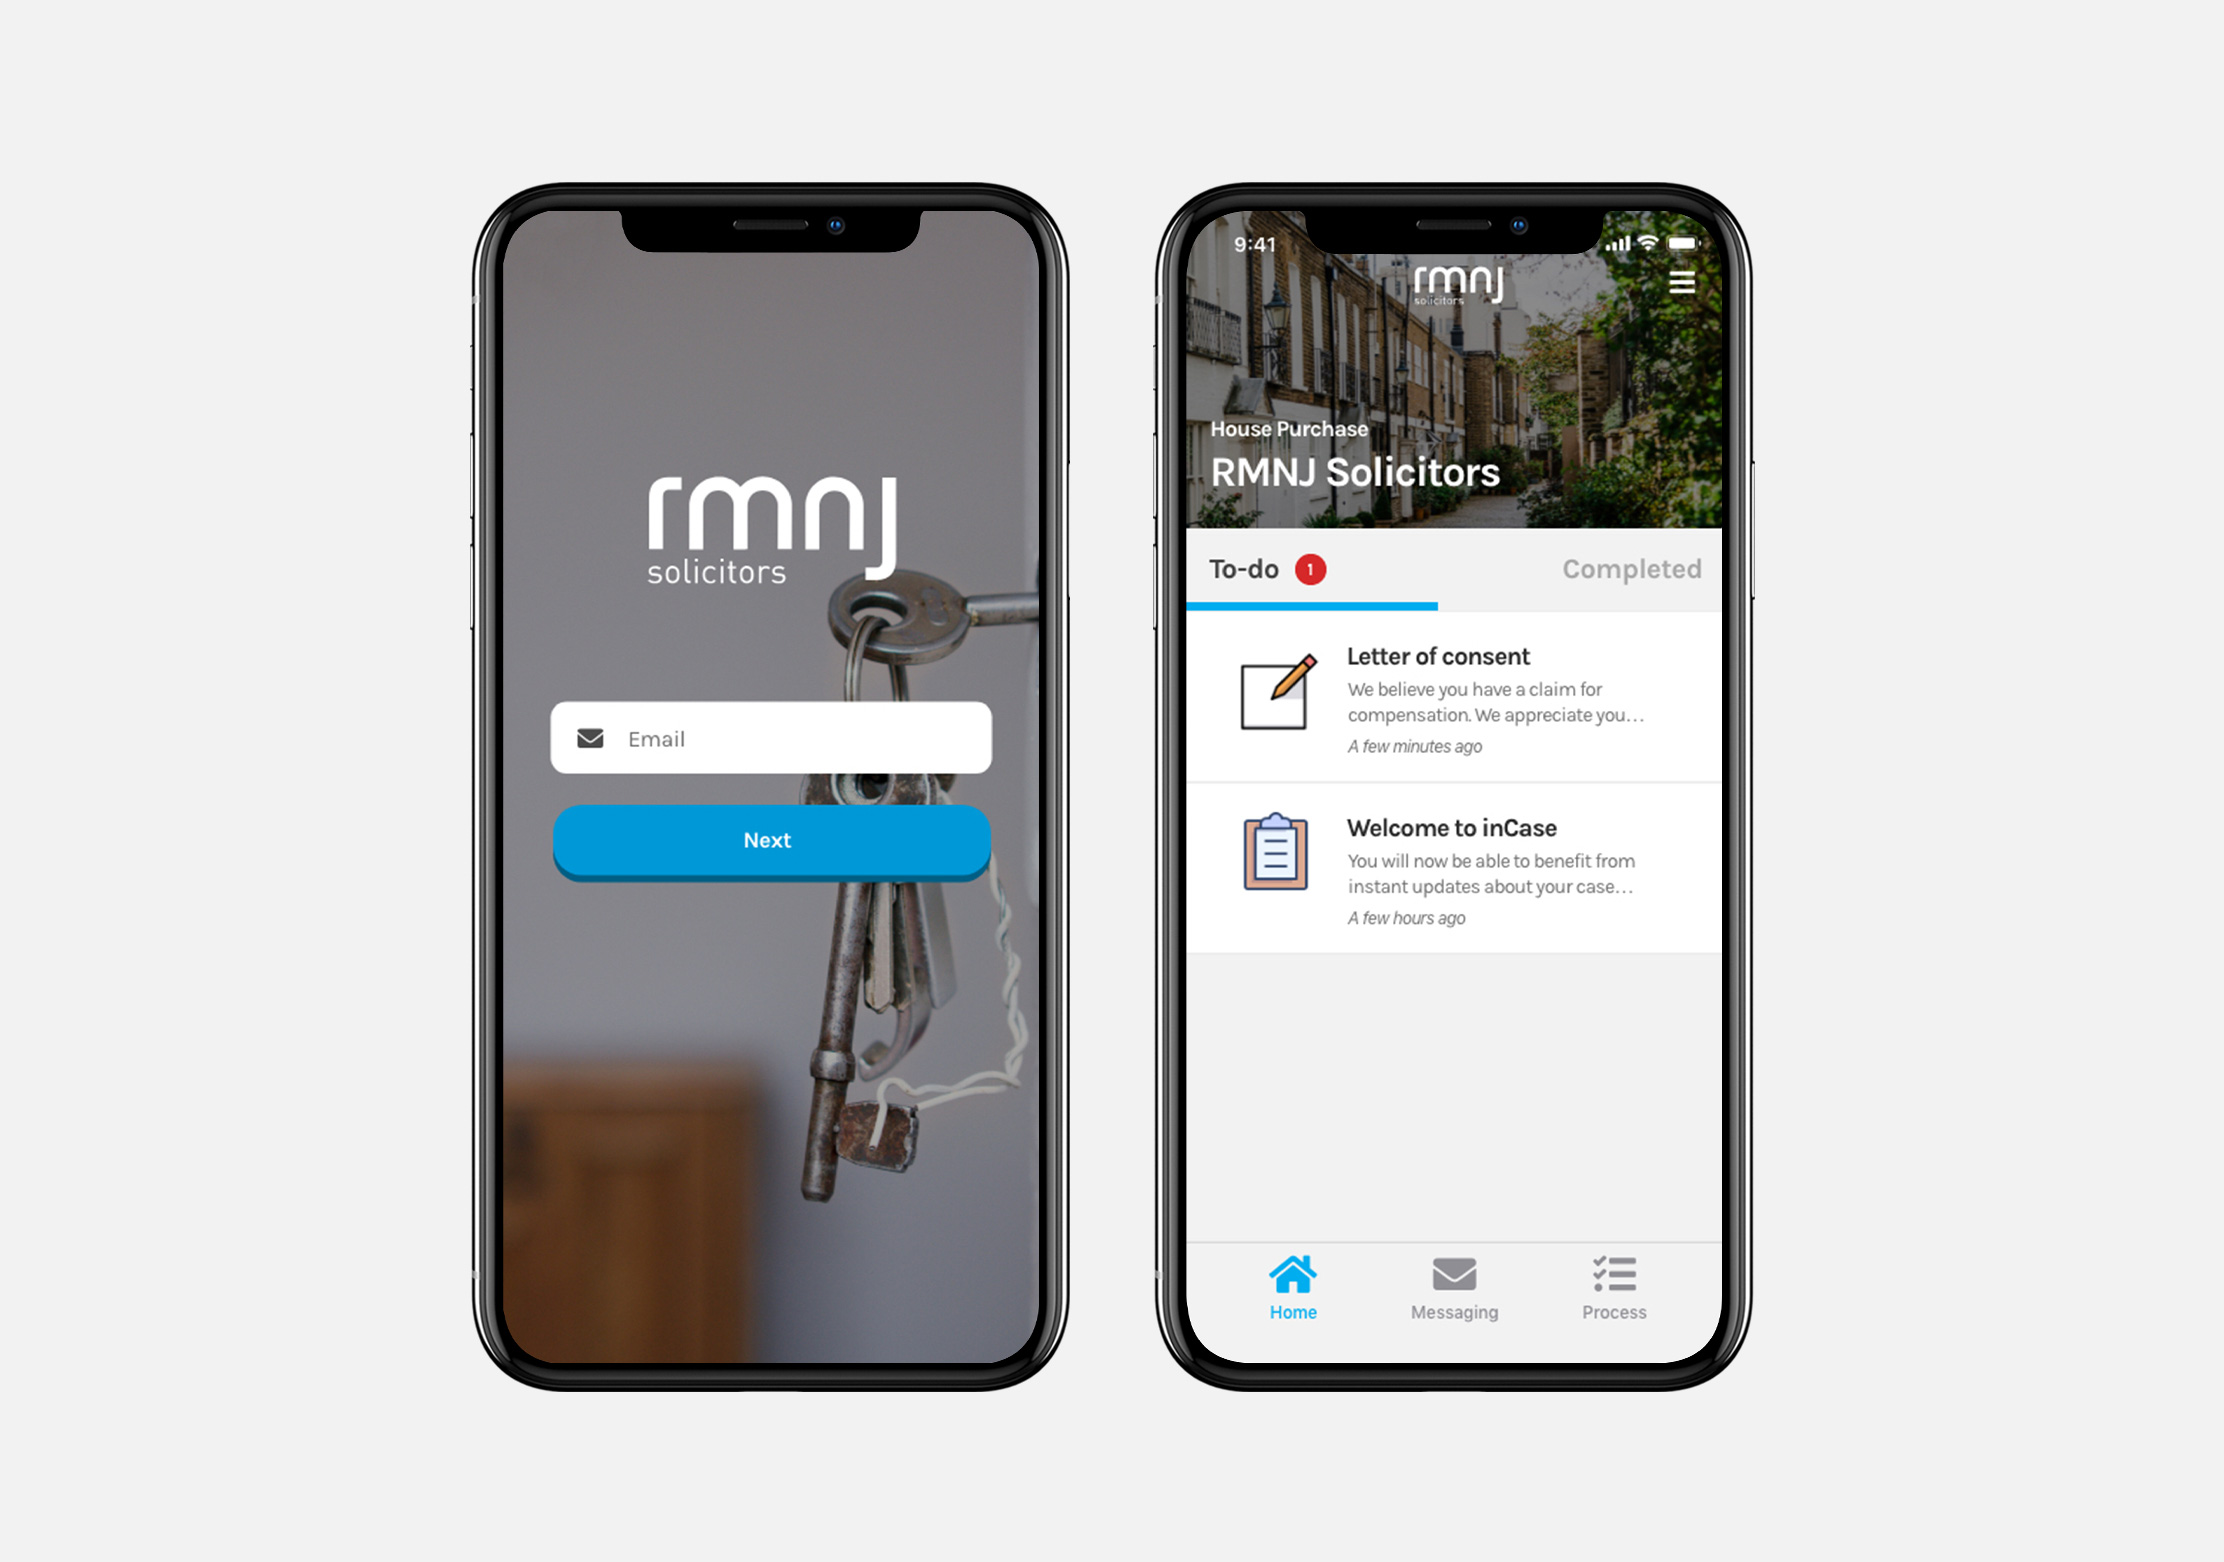 rmnj
solicitors
Email
Next
9:41
rmnj
solicitors
House Purchase
RMNJ Solicitors
To-do 1
Completed
Letter of consent
We believe you have a claim for
compensation. We appreciate you...
A few minutes ago
Welcome to inCase
You will now be able to benefit from
instant updates about your case...
A few hours ago
Home
Messaging
Process